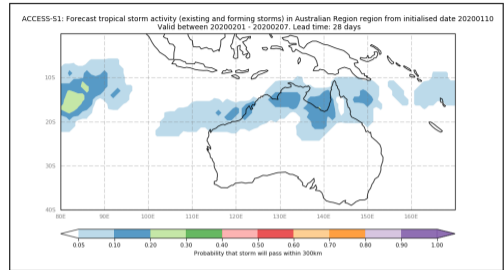 ACCESS-S1: Forecast tropical storm activity (existing and forming storms) in Australian Region region from initialised date 20200110
Valid between 20200201 - 20200207. Lead time: 28 days
10S
20S
30S
40S
80E 90E 100E 110E 120E 130E 140E 150E 160E
0.05 0.10 0.20 0.30 0.40 0.50 0.60 0.70 0.80 0.90 1.00
Probability that storm will pass within 300km